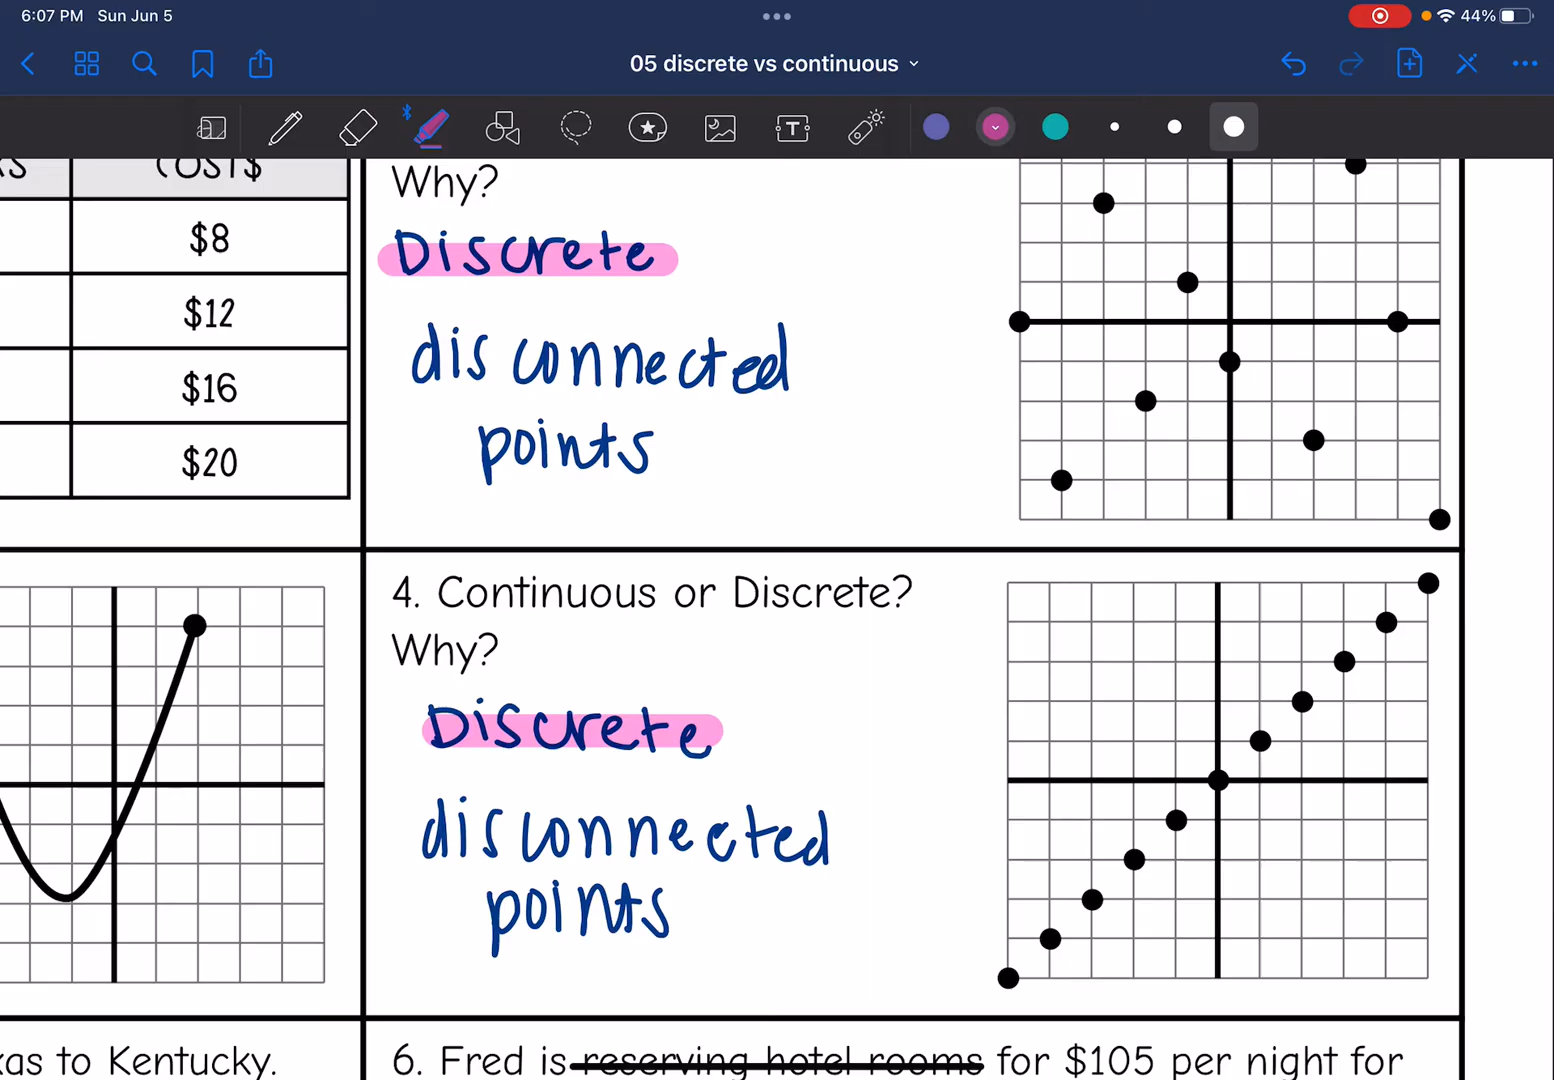 6:07 PM Sun Jun 5
44%
05 discrete vs continuous
T
COST$
$8
$12
$16
$20
Why?
Discrete
disconnected
points
4. Continuous or Discrete?
Why?
Discrete
disconnected
points
to Kentucky.
6. Fred is reserving hotel rooms for $105 per night for